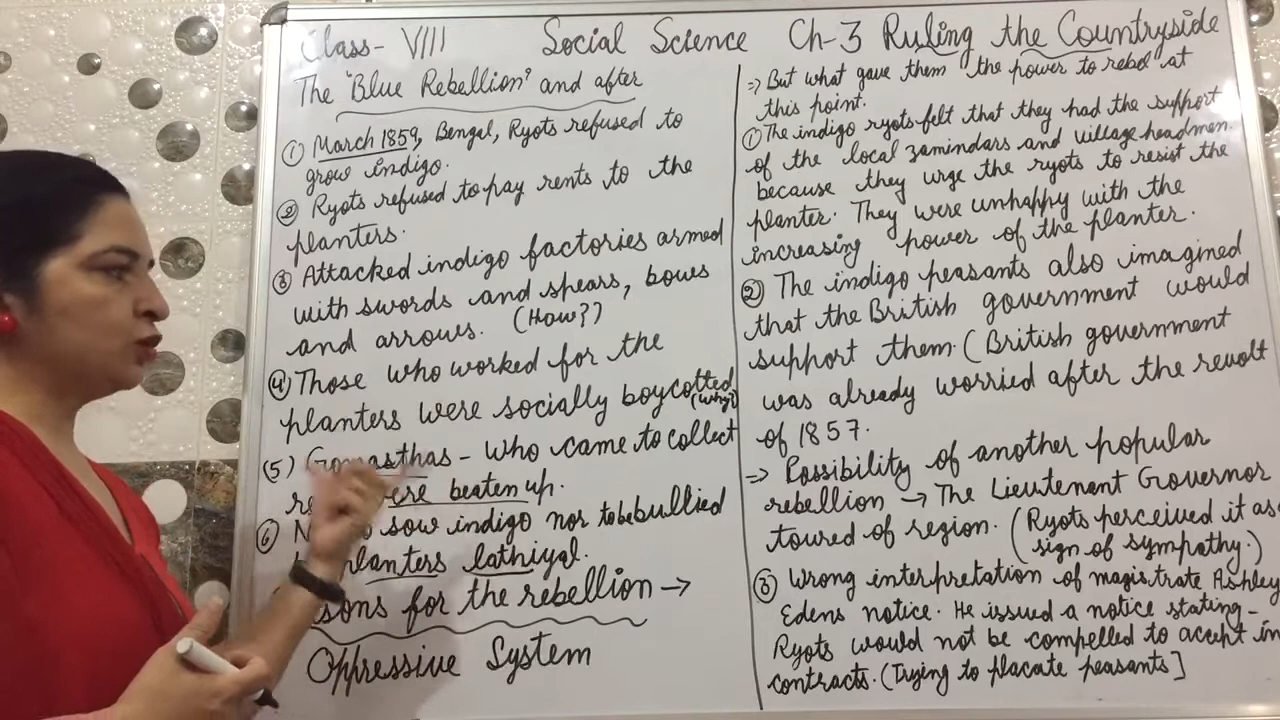 Class- VIII Social Science Ch-3 Ruling the Countryside
The "Blue Rebellion" and after
① March 1859, Bengal, Ryots refused to
grow indigo.
② Ryots refused to pay rents to the
planters.
③ Attacked indigo factories armed
with swords and spears, bows
and arrows. (How?)
④ Those who worked for the
planters were socially boycotted
(why?)
(5) Gomasthas - Who came to collect
were beaten up.
⑥ sow indigo nor to be bullied
planters lathiyal.
for the rebellion →
Oppressive System
=> But what gave them the power to rebel at
this point.
① The indigo ryots felt that they had the support
of the local zamindars and village headmen.
because they urge the ryots to resist the
planter. They were unhappy with the
increasing power of the planter.
② The indigo peasants also imagined
that the British government would
support them. (British government
was already worried after the revolt
of 1857.
=> Possibility of another popular
rebellion → The Lieutenant Governor
toured of region. (Ryots perceived it as
sign of sympathy.)
③ Wrong interpretation of magistrate Ashley
Edens notice. He issued a notice stating-
Ryots would not be compelled to accept in
contracts. (Trying to placate peasants]